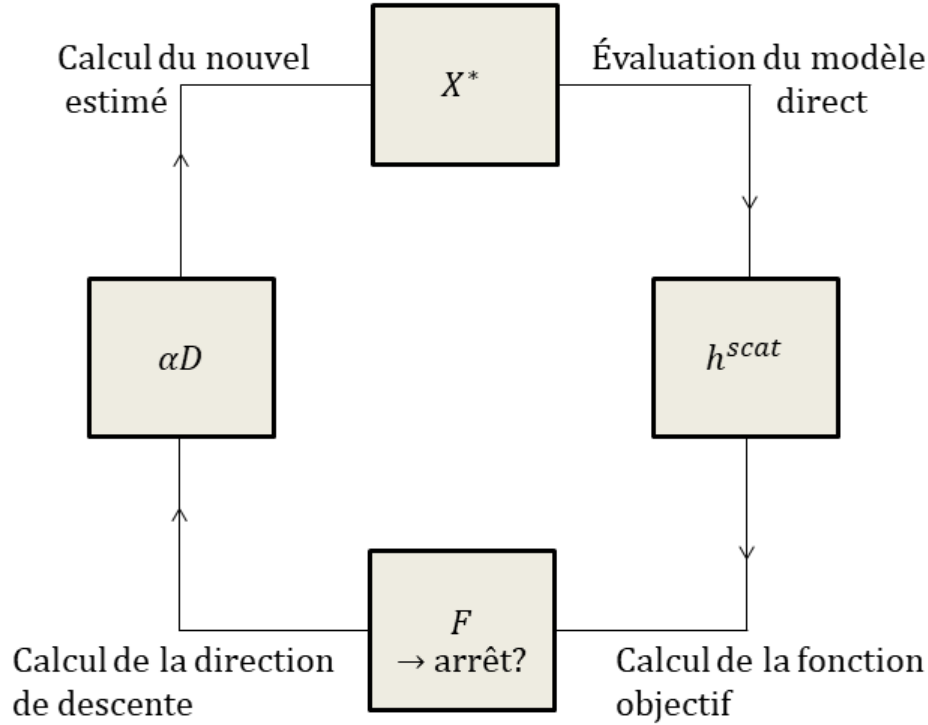 Calcul du nouvel
estimé
X*
Évaluation du modèle
direct
αD
h^scat
F
→ arrêt?
Calcul de la direction
de descente
Calcul de la fonction
objectif